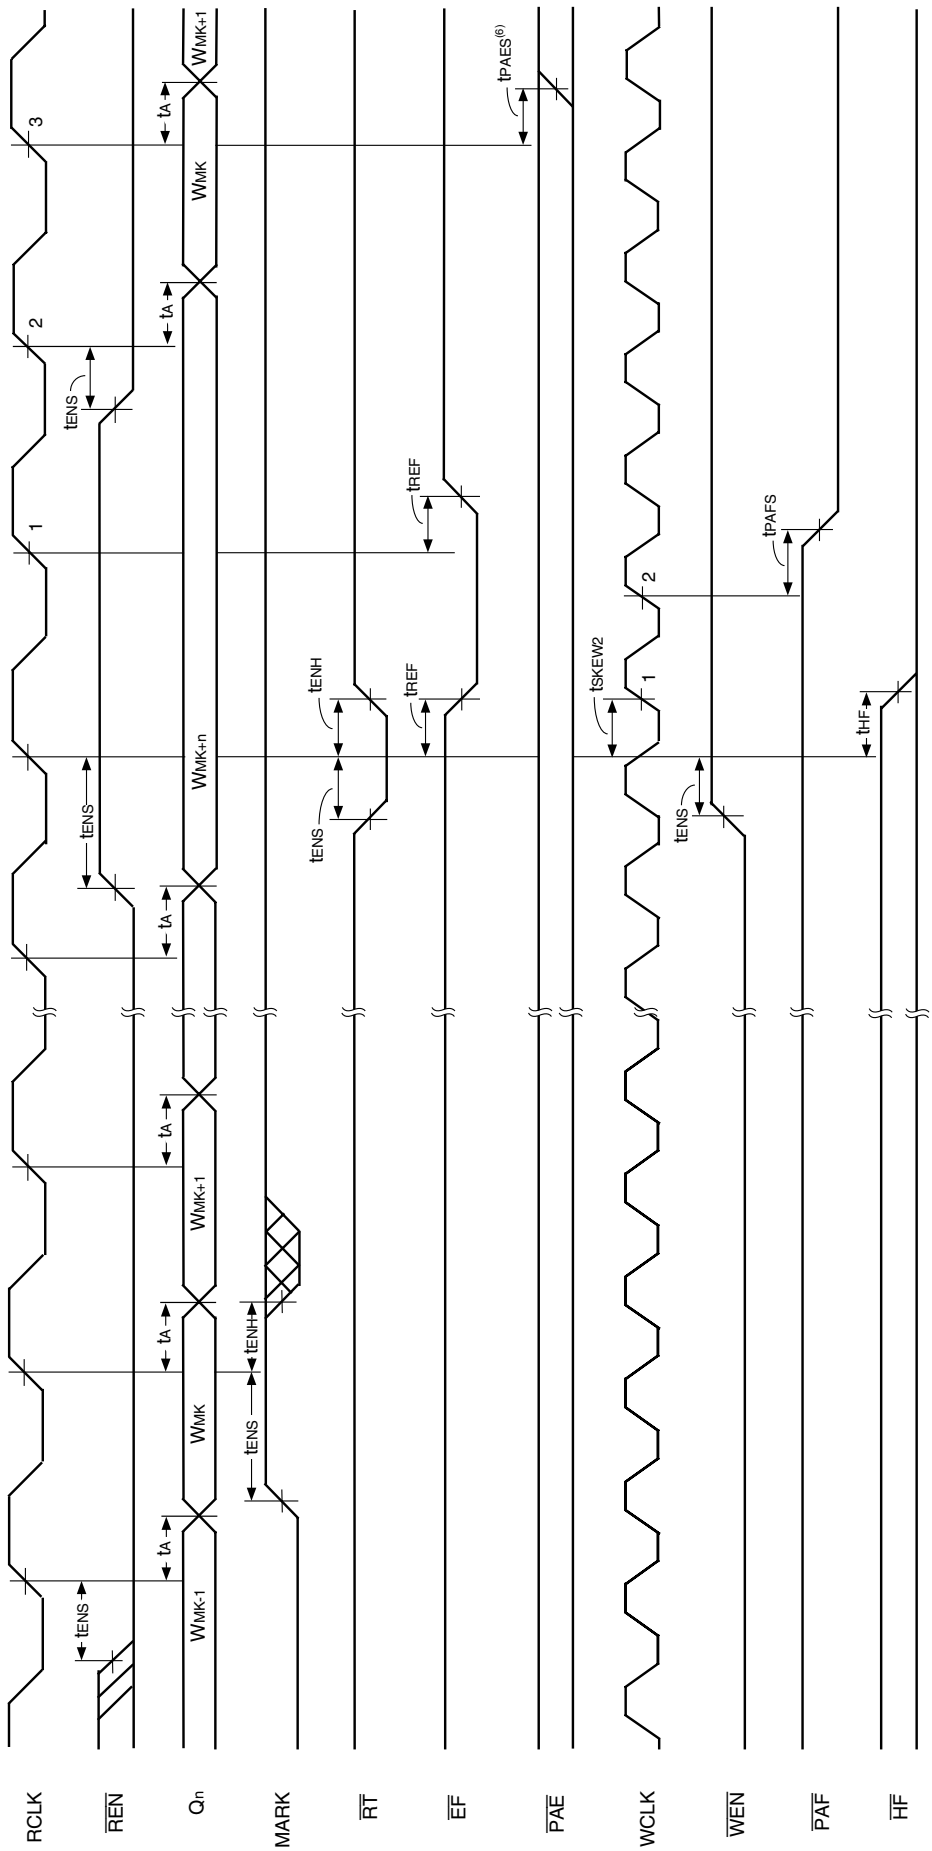 RCLK
1 2 3
tENS tENS tENS
REN
tA tA tA tA tA tA
Qn WMK-1 WMK WMK+1 WMK+n WMK WMK+1
tENS tENH
MARK
tENS tENH
RT
tREF tREF
EF
tPAES(6)
PAE
tSKEW2
WCLK 1 2
tENS
WEN
tPAFS
PAF
tHF
HF